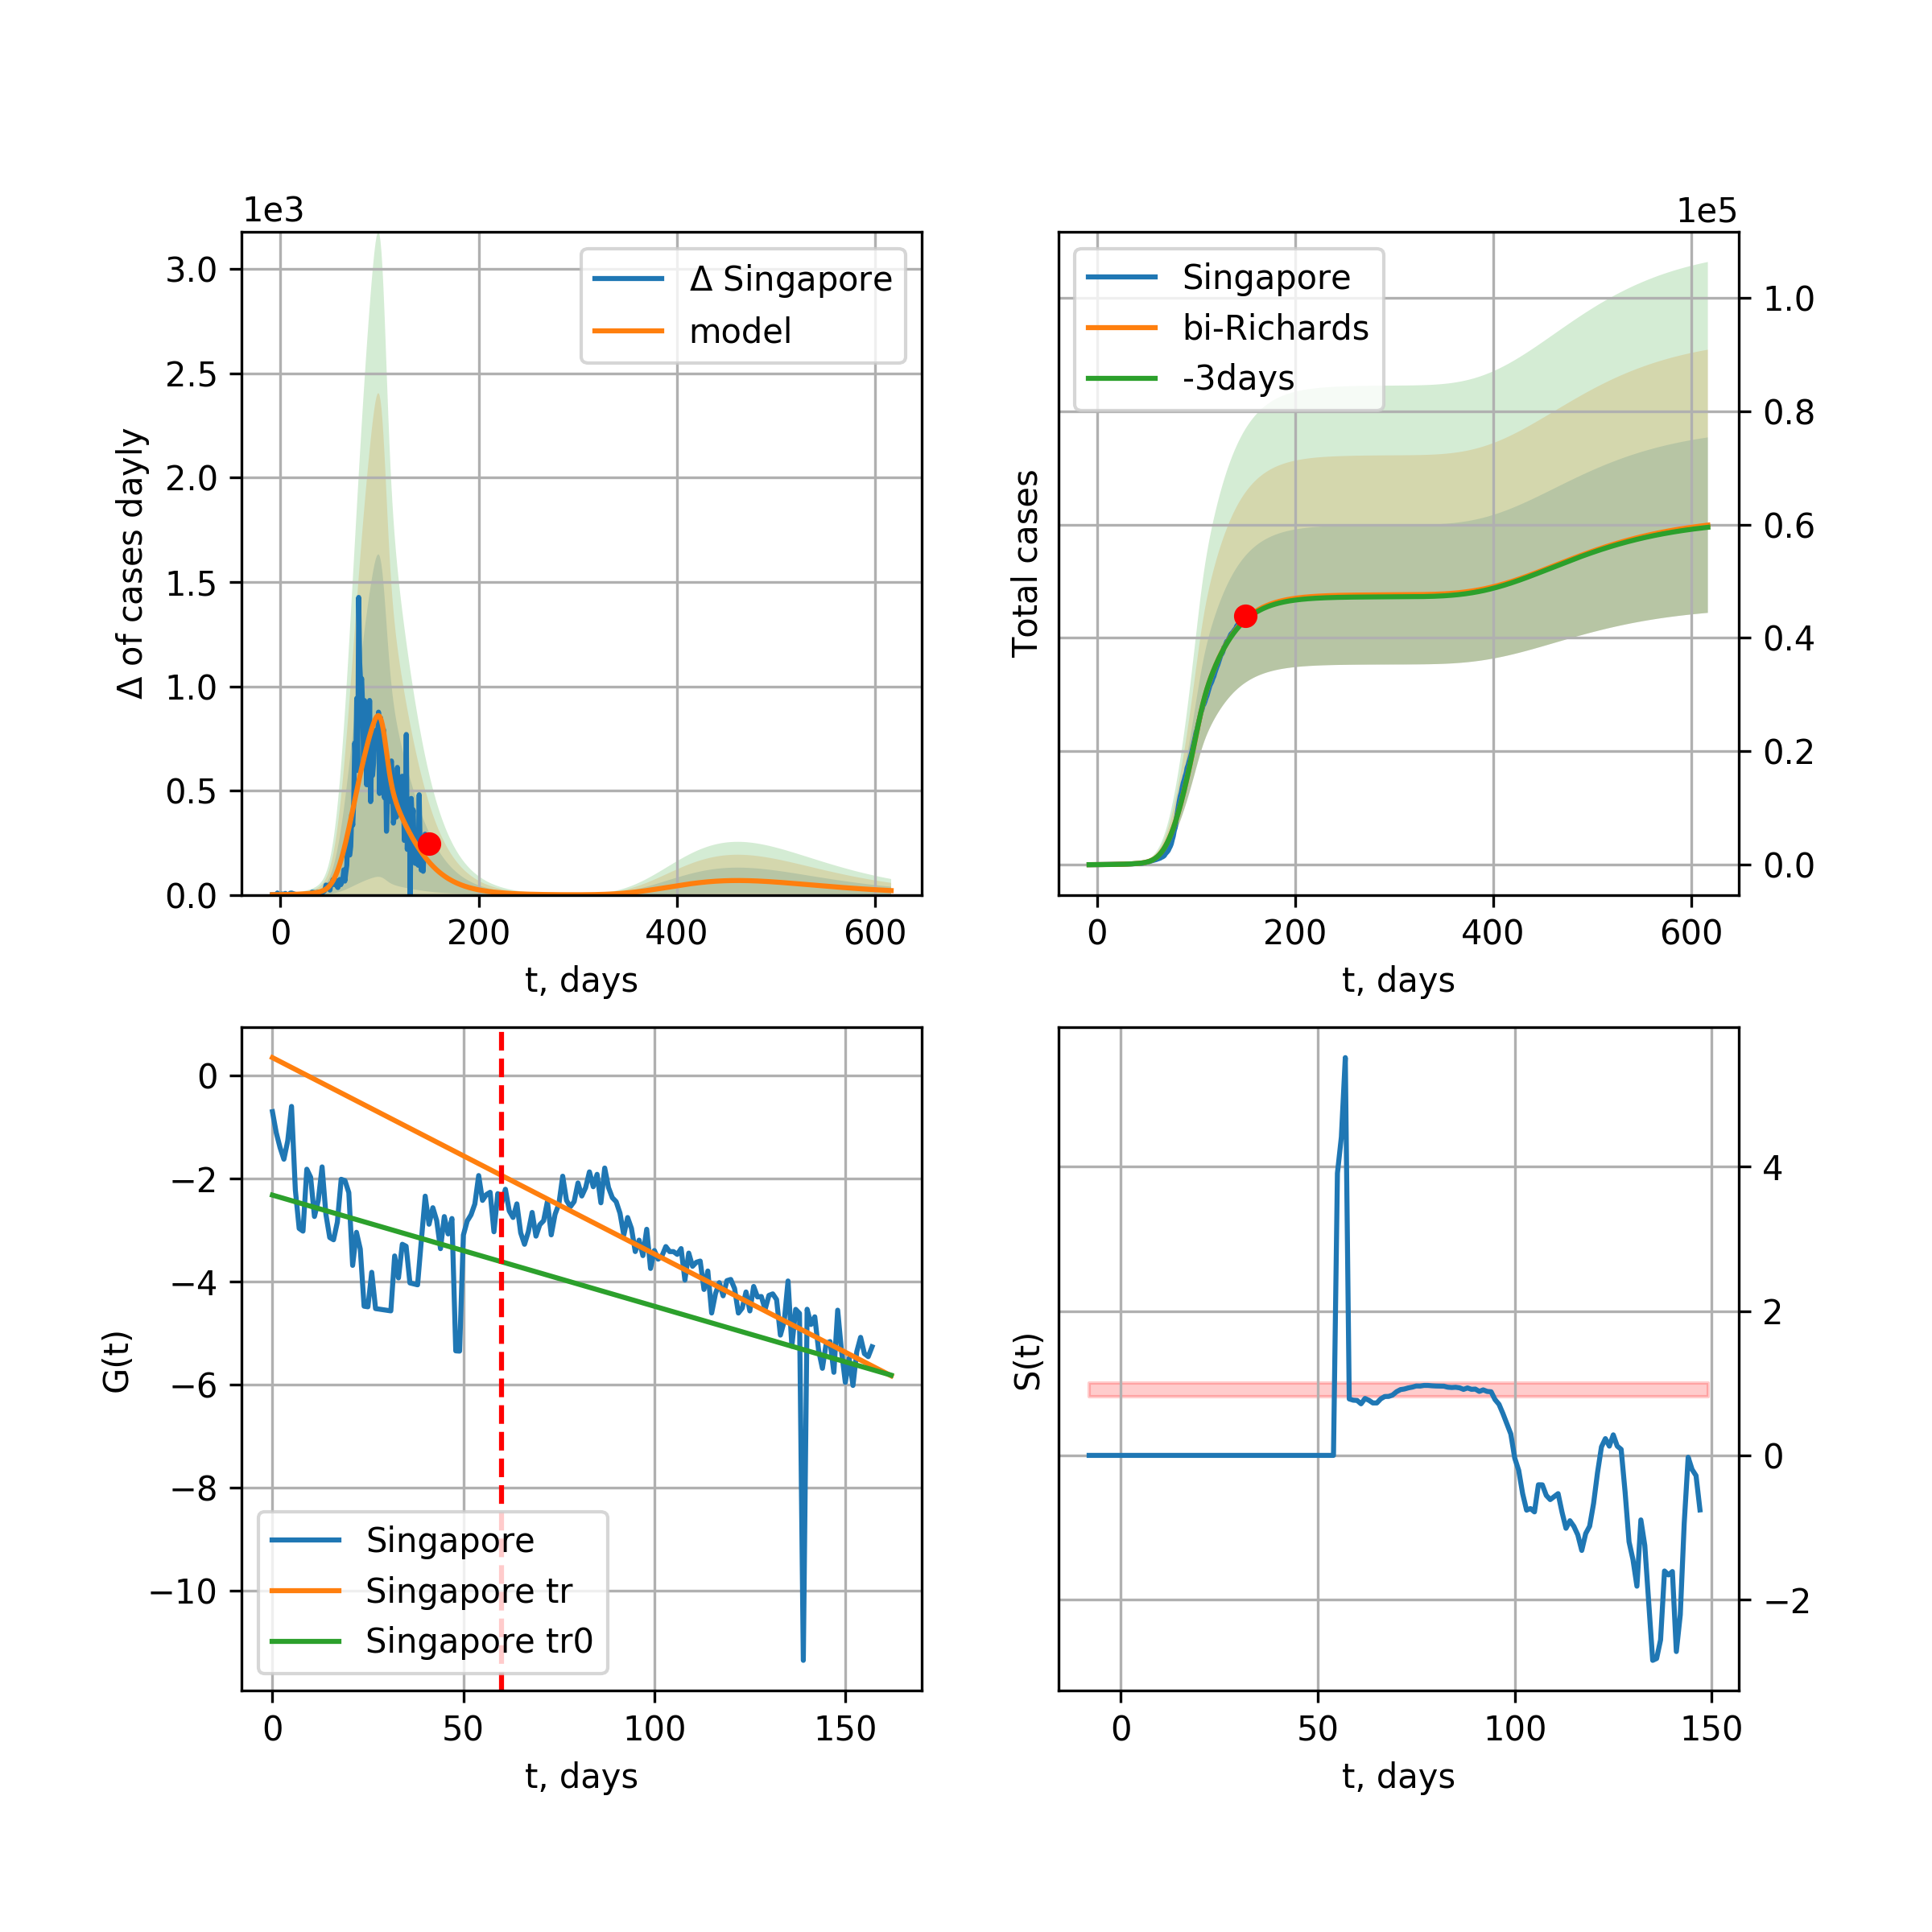 1e3
3.0
2.5
2.0
1.5
1.0
0.5
0.0
Δ of cases dayly
Δ Singapore
model
0 200 400 600
t, days
1e5
Singapore
bi-Richards
-3days
1.0
0.8
0.6
0.4
0.2
0.0
Total cases
0 200 400 600
t, days
0
−2
−4
−6
−8
−10
G(t)
Singapore
Singapore tr
Singapore tr0
0 50 100 150
t, days
4
2
0
−2
S(t)
0 50 100 150
t, days